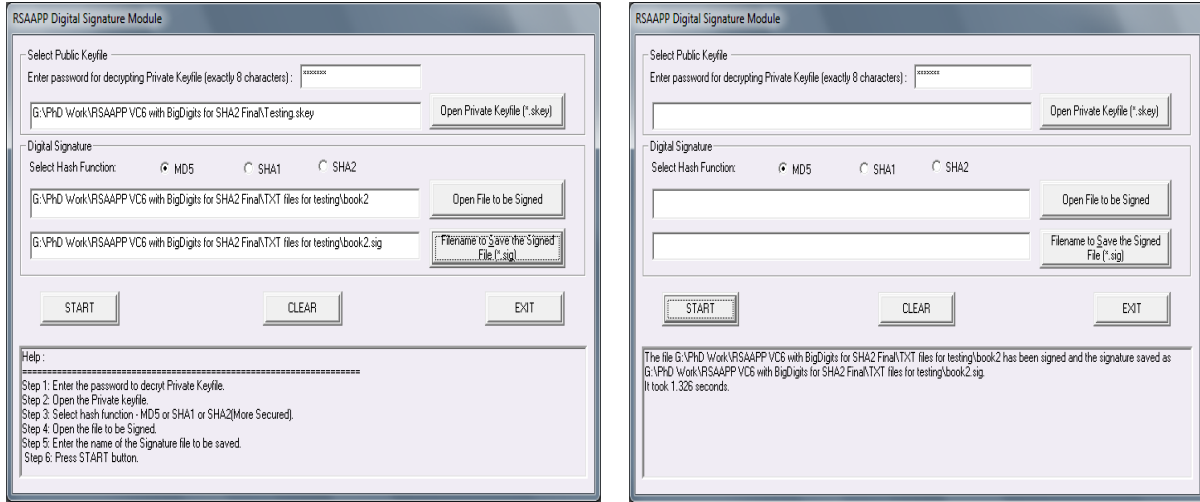 RSAAPP Digital Signature Module
Select Public Keyfile
Enter password for decrypting Private Keyfile (exactly 8 characters) : xxxxxxxx
G:\PhD Work\RSAAPP VC6 with BigDigits for SHA2 Final\Testing.skey
Open Private Keyfile (*.skey)
Digital Signature
Select Hash Function: MD5 SHA1 SHA2
G:\PhD Work\RSAAPP VC6 with BigDigits for SHA2 Final\TXT files for testing\book2
Open File to be Signed
G:\PhD Work\RSAAPP VC6 with BigDigits for SHA2 Final\TXT files for testing\book2.sig
Filename to Save the Signed
File (*.sig)
START CLEAR EXIT
Help :
=================================================================
Step 1: Enter the password to decryt Private Keyfile.
Step 2: Open the Private keyfile.
Step 3: Select hash function - MD5 or SHA1 or SHA2(More Secured).
Step 4: Open the file to be Signed.
Step 5: Enter the name of the Signature file to be saved.
Step 6: Press START button.
RSAAPP Digital Signature Module
Select Public Keyfile
Enter password for decrypting Private Keyfile (exactly 8 characters) : xxxxxxxx
Open Private Keyfile (*.skey)
Digital Signature
Select Hash Function: MD5 SHA1 SHA2
Open File to be Signed
Filename to Save the Signed
File (*.sig)
START CLEAR EXIT
The file G:\PhD Work\RSAAPP VC6 with BigDigits for SHA2 Final\TXT files for testing\book2 has been signed and the signature saved as
G:\PhD Work\RSAAPP VC6 with BigDigits for SHA2 Final\TXT files for testing\book2.sig.
It took 1.326 seconds.